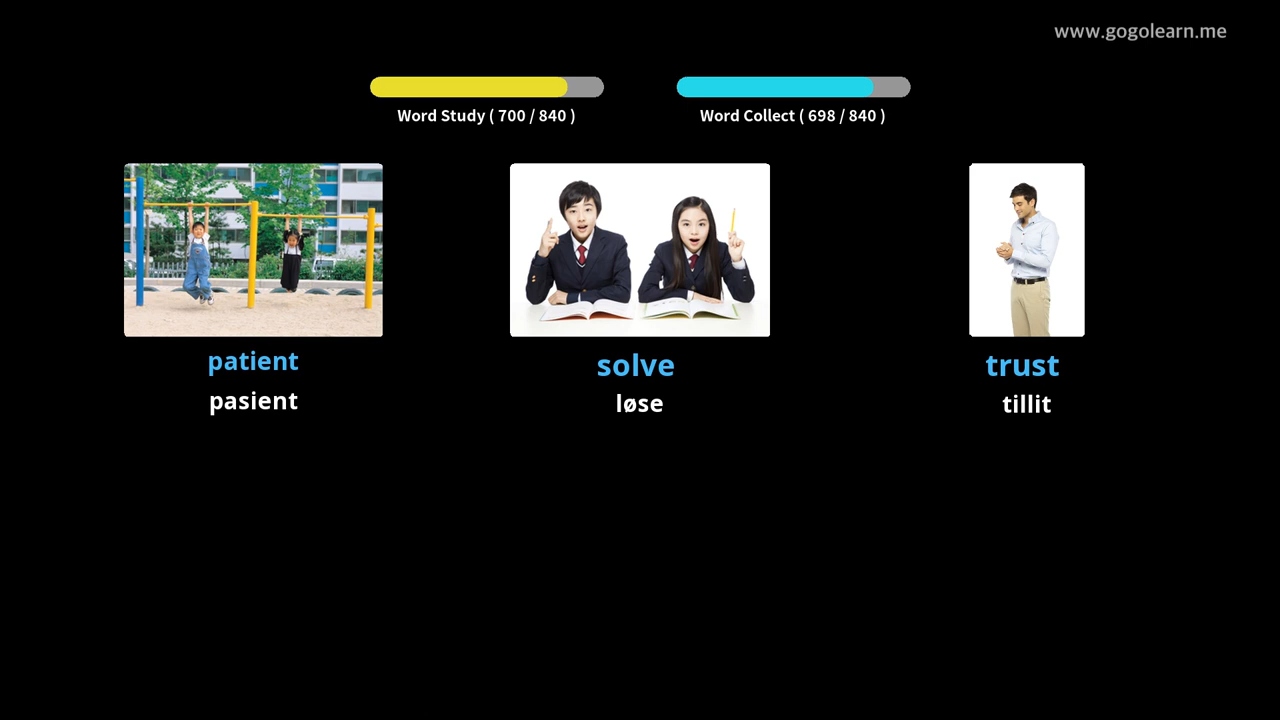 www.gogolearn.me
Word Study ( 700 / 840 )
Word Collect ( 698 / 840 )
patient
pasient
solve
løse
trust
tillit